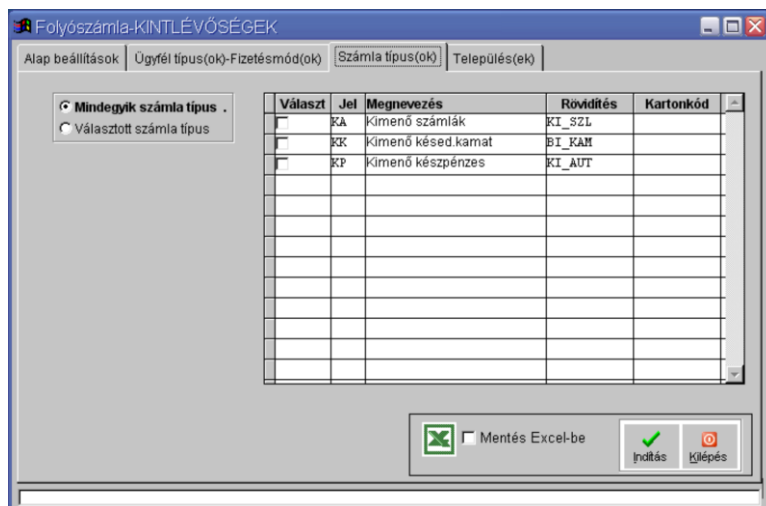 Folyószámla-KINTLÉVŐSÉGEK
Alap beállítások Ügyfél típus(ok)-Fizetésmód(ok) Számla típus(ok) Település(ek)
Mindegyik számla típus .
Választott számla típus
Választ Jel Megnevezés Rövidítés Kartonkód
KA Kimenő számlák KI_SZL
KK Kimenő késed.kamat BI_KAM
KP Kimenő készpénzes KI_AUT
Mentés Excel-be
Indítás Kilépés